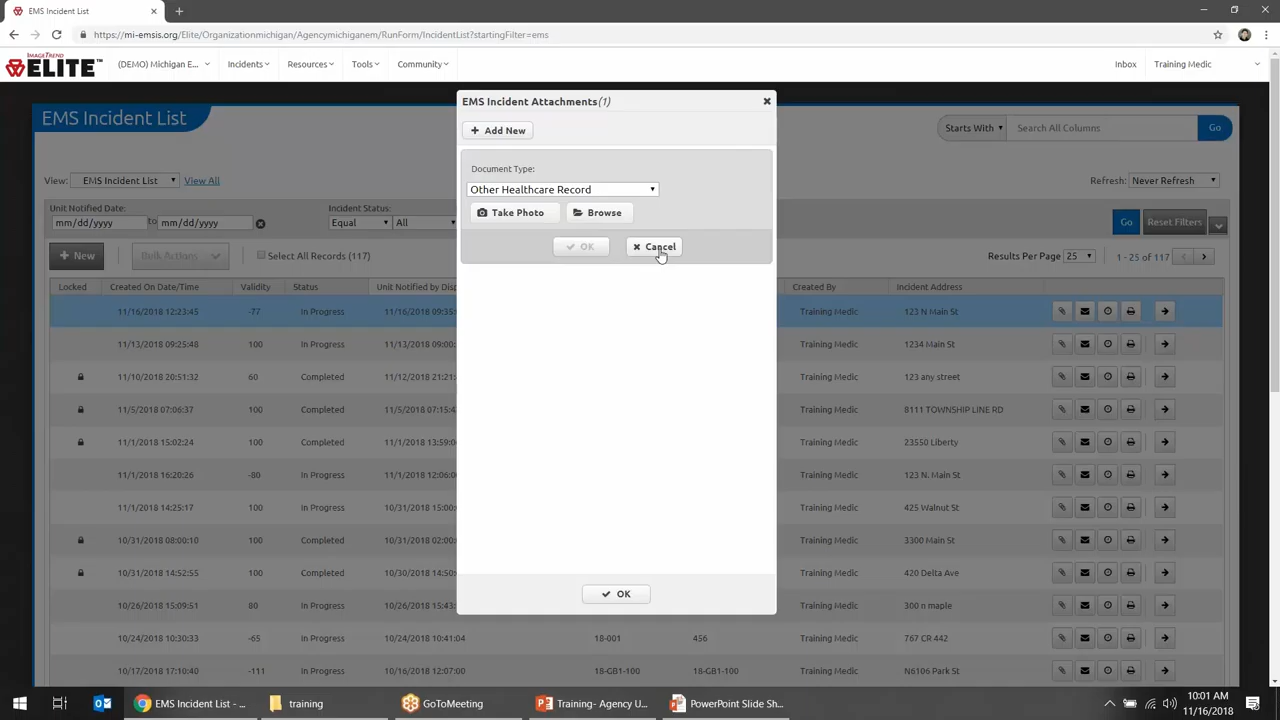 EMS Incident List
https://mi-emsis.org/Elite/Organizationmichigan/Agencymichiganem/RunForm/IncidentList?startingFilter=ems
IMAGETREND
ELITE™ (DEMO) Michigan E... Incidents Resources Tools Community Inbox Training Medic
EMS Incident Attachments(1)
EMS Incident List Starts With Search All Columns Go
+ Add New
Document Type:
View: EMS Incident List View All Other Healthcare Record Refresh: Never Refresh
Unit Notified Date: Incident Status:
mm/dd/yyyy to mm/dd/yyyy Equal All Take Photo Browse Go Reset Filters
+ New Bulk Actions Select All Records (117) OK Cancel Results Per Page 25 1 - 25 of 117
Locked Created On Date/Time Validity Status Unit Notified by Disp Created By Incident Address
11/16/2018 12:23:45 -77 In Progress 11/16/2018 09:35: Training Medic 123 N Main St
11/13/2018 09:25:48 100 In Progress 11/13/2018 09:00: Training Medic 1234 Main St
11/10/2018 20:51:32 60 Completed 11/12/2018 21:21: Training Medic 123 any street
11/5/2018 07:06:37 100 Completed 11/5/2018 07:15:4 Training Medic 8111 TOWNSHIP LINE RD
11/1/2018 15:02:24 100 Completed 11/1/2018 13:59: Training Medic 23550 Liberty
11/1/2018 16:20:26 -80 In Progress 11/1/2018 12:06: Training Medic 123 N. Main St
11/1/2018 14:25:17 100 In Progress 10/31/2018 15:00: Training Medic 425 Walnut St
10/31/2018 08:00:10 100 Completed 10/31/2018 02:00: Training Medic 3300 Main St
10/31/2018 14:52:55 100 Completed 10/30/2018 14:50: Training Medic 420 Delta Ave
10/26/2018 15:09:51 80 In Progress 10/26/2018 15:43: OK Training Medic 300 n maple
10/24/2018 10:30:33 -65 In Progress 10/24/2018 10:41:04 18-001 456 Training Medic 767 CR 442
10/17/2018 17:10:40 -111 In Progress 10/16/2018 12:07:00 18-GB1-100 18-GB1-100 Training Medic N6106 Park St
EMS Incident List - ... training GoToMeeting Training- Agency U... PowerPoint Slide Sh... 10:01 AM
11/16/2018